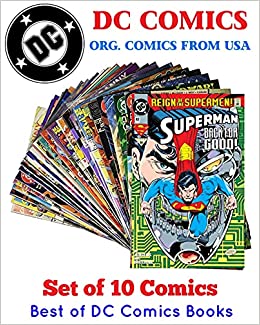 DC
DC COMICS
ORG. COMICS FROM USA
REIGN OF THE SUPERMEN!
SUPERMAN
BACK FOR
GOOD!
Set of 10 Comics
Best of DC Comics Books